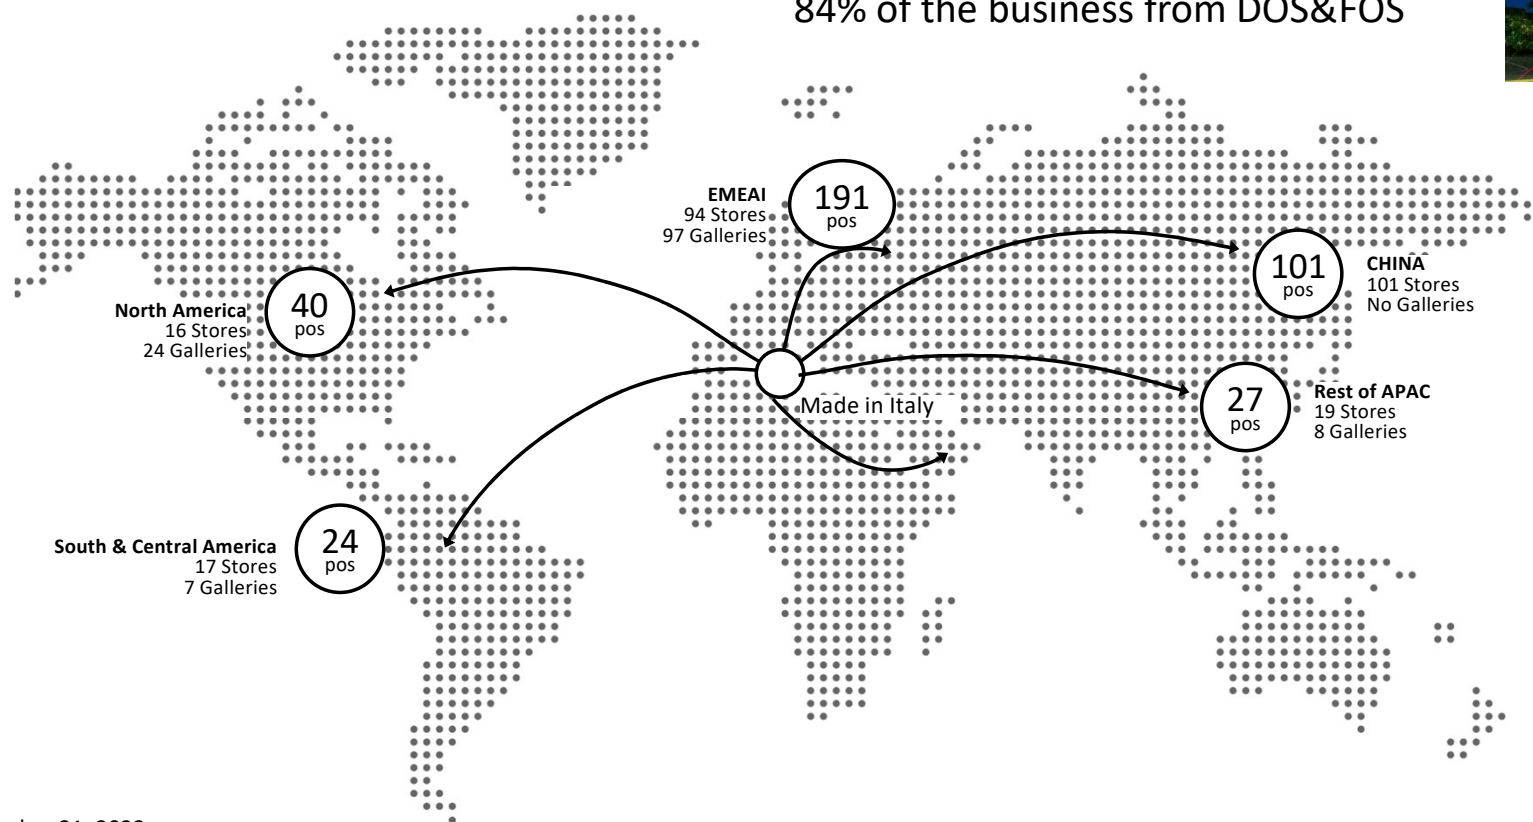 84% of the business from DOS&FOS
EMEAI
94 Stores
97 Galleries
191
pos
101
pos
CHINA
101 Stores
No Galleries
North America
16 Stores
24 Galleries
40
pos
Made in Italy
27
pos
Rest of APAC
19 Stores
8 Galleries
South & Central America
17 Stores
7 Galleries
24
pos